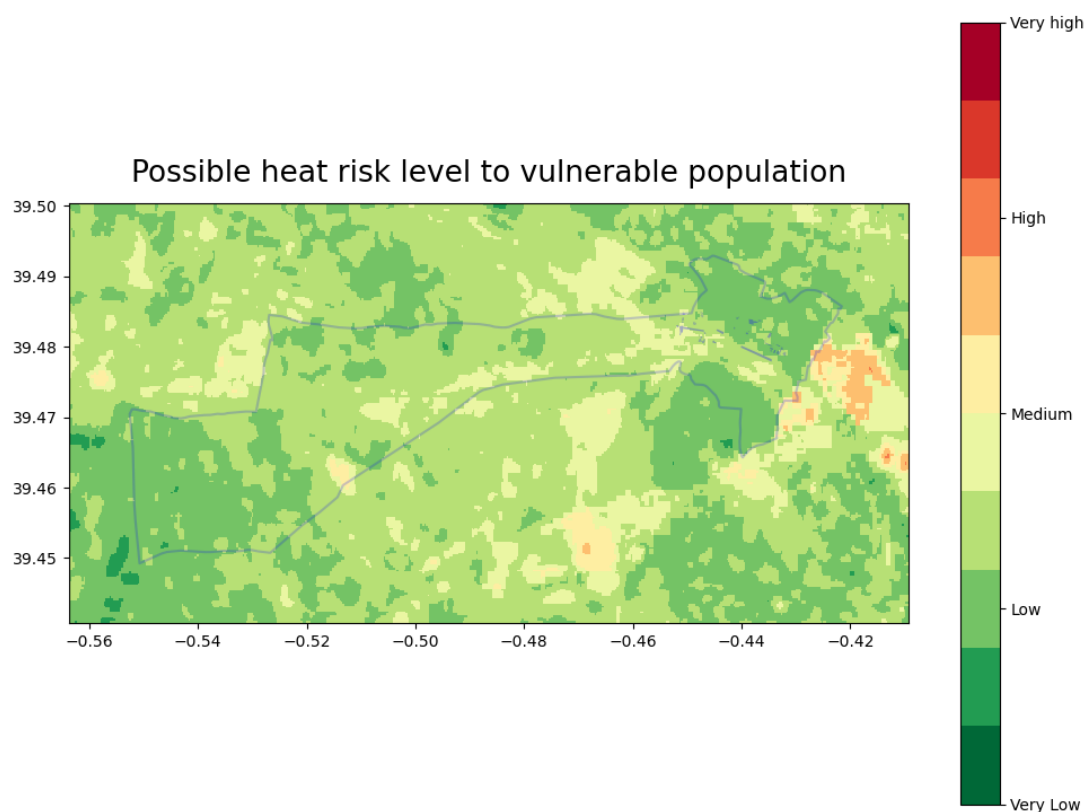 Very high
Possible heat risk level to vulnerable population
39.50
High
39.49
39.48
Medium
39.47
39.46
39.45
Low
−0.56 −0.54 −0.52 −0.50 −0.48 −0.46 −0.44 −0.42
Very Low